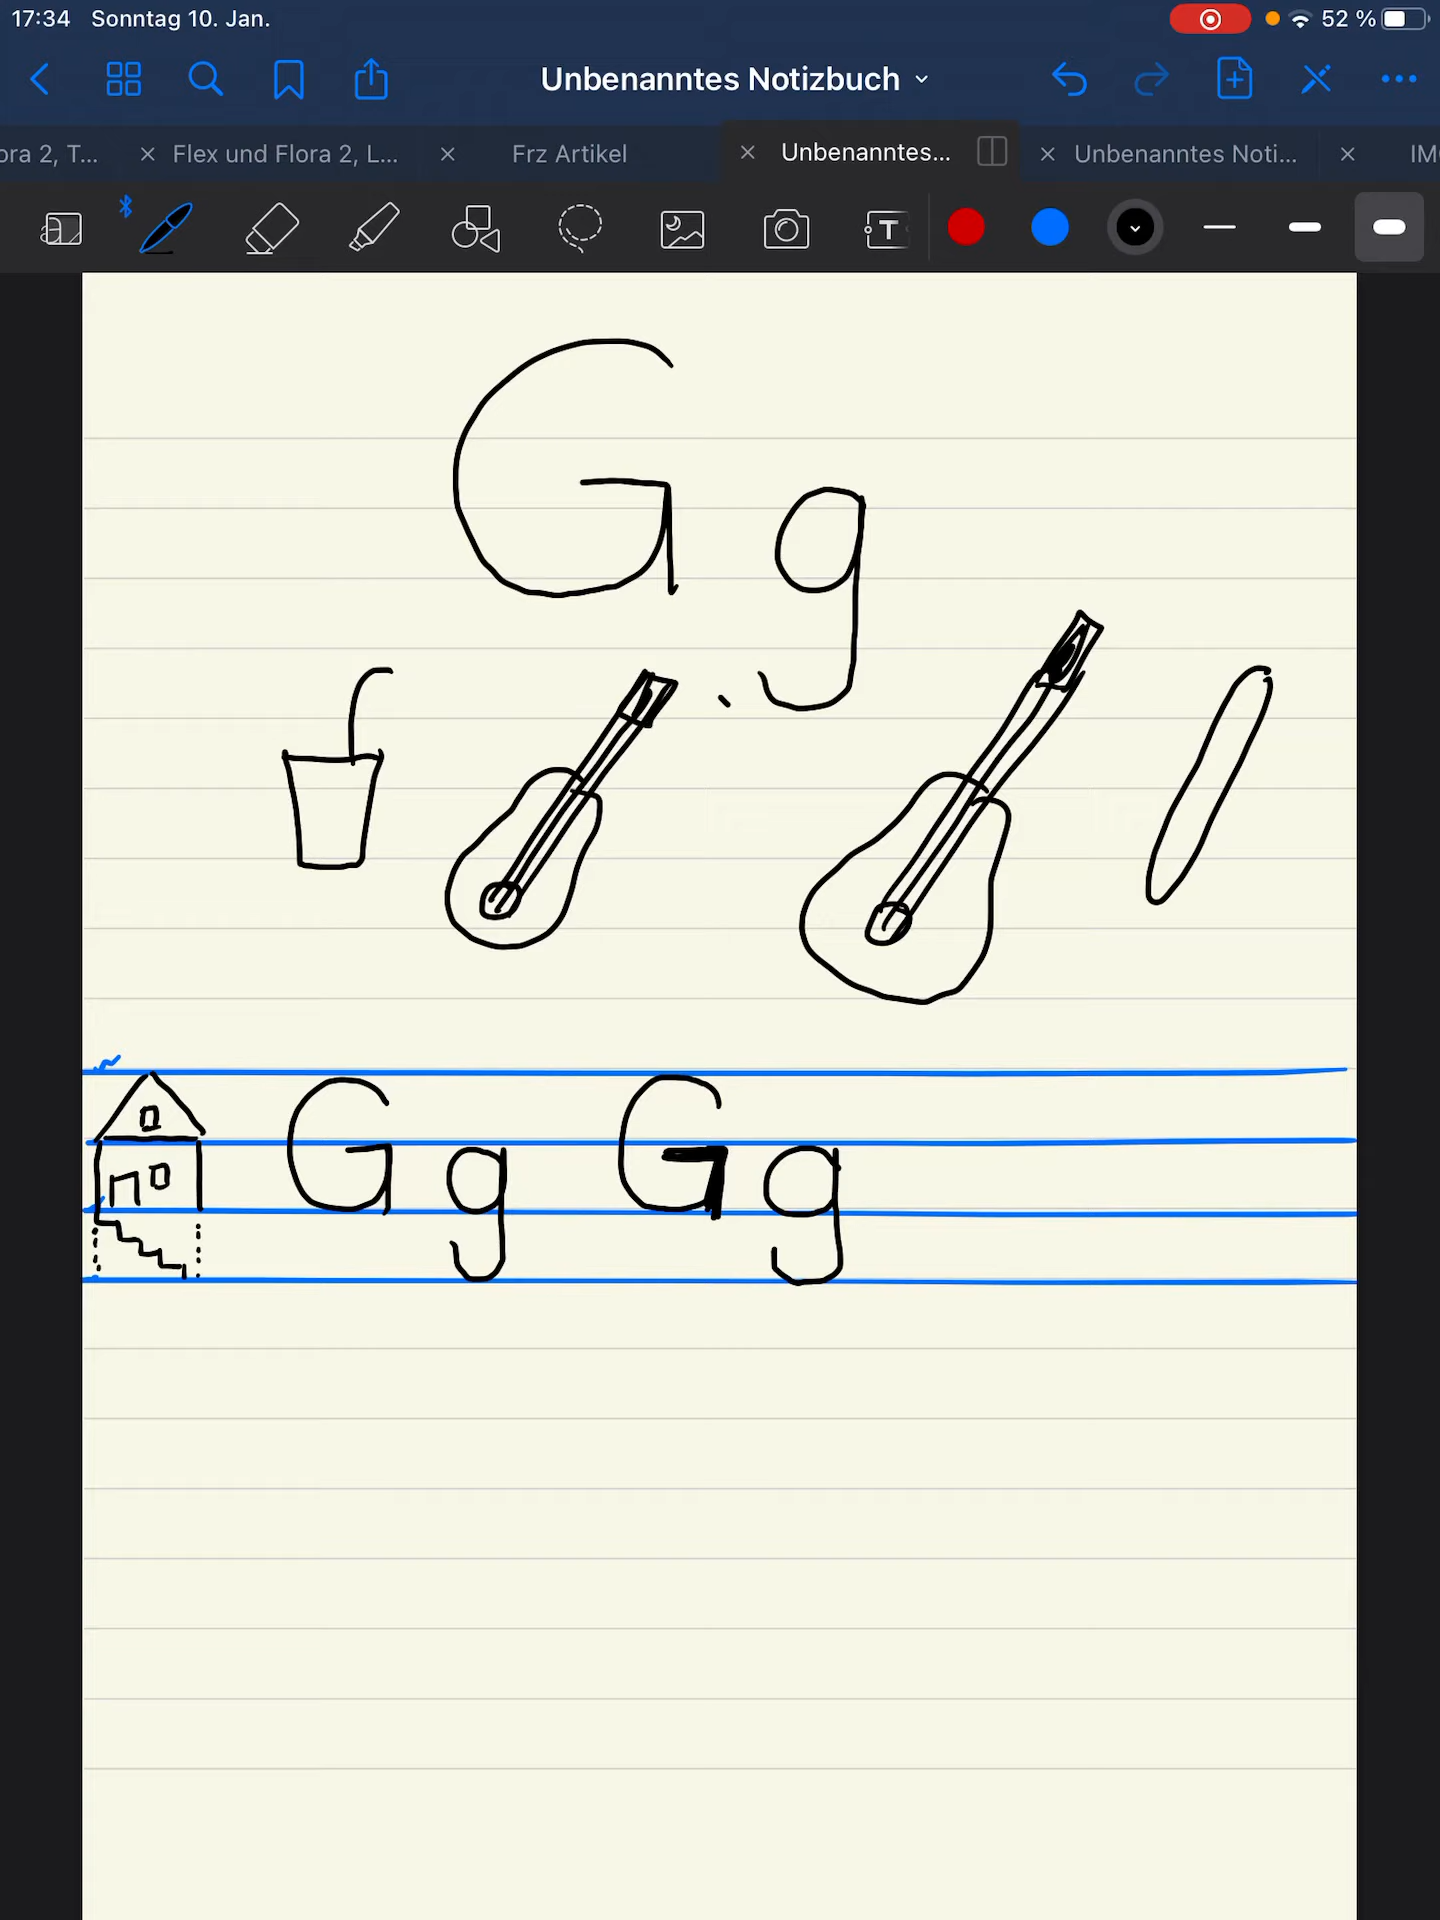 17:34 Sonntag 10. Jan. 52 %
Unbenanntes Notizbuch
ora 2, T... Flex und Flora 2, L... Frz Artikel Unbenanntes... Unbenanntes Noti... IM
T
G g
G g G g